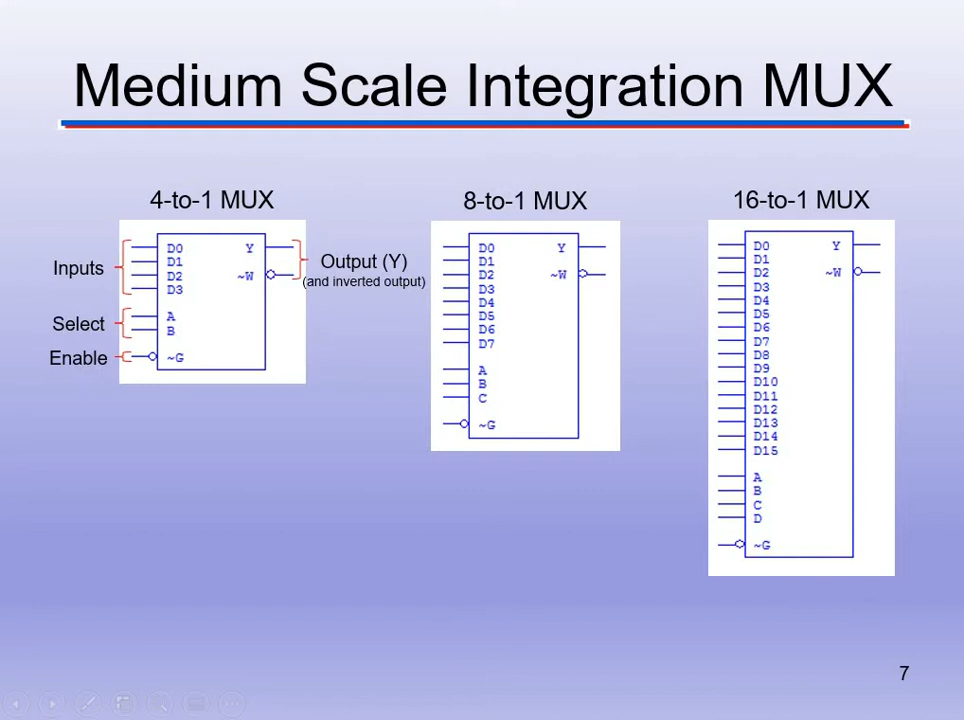 Medium Scale Integration MUX
4-to-1 MUX
Inputs
Select
Enable
D0
D1
D2
D3
A
B
~G
Y
~W
Output (Y)
(and inverted output)
8-to-1 MUX
D0
D1
D2
D3
D4
D5
D6
D7
A
B
C
~G
Y
~W
16-to-1 MUX
D0
D1
D2
D3
D4
D5
D6
D7
D8
D9
D10
D11
D12
D13
D14
D15
A
B
C
D
~G
Y
~W
7